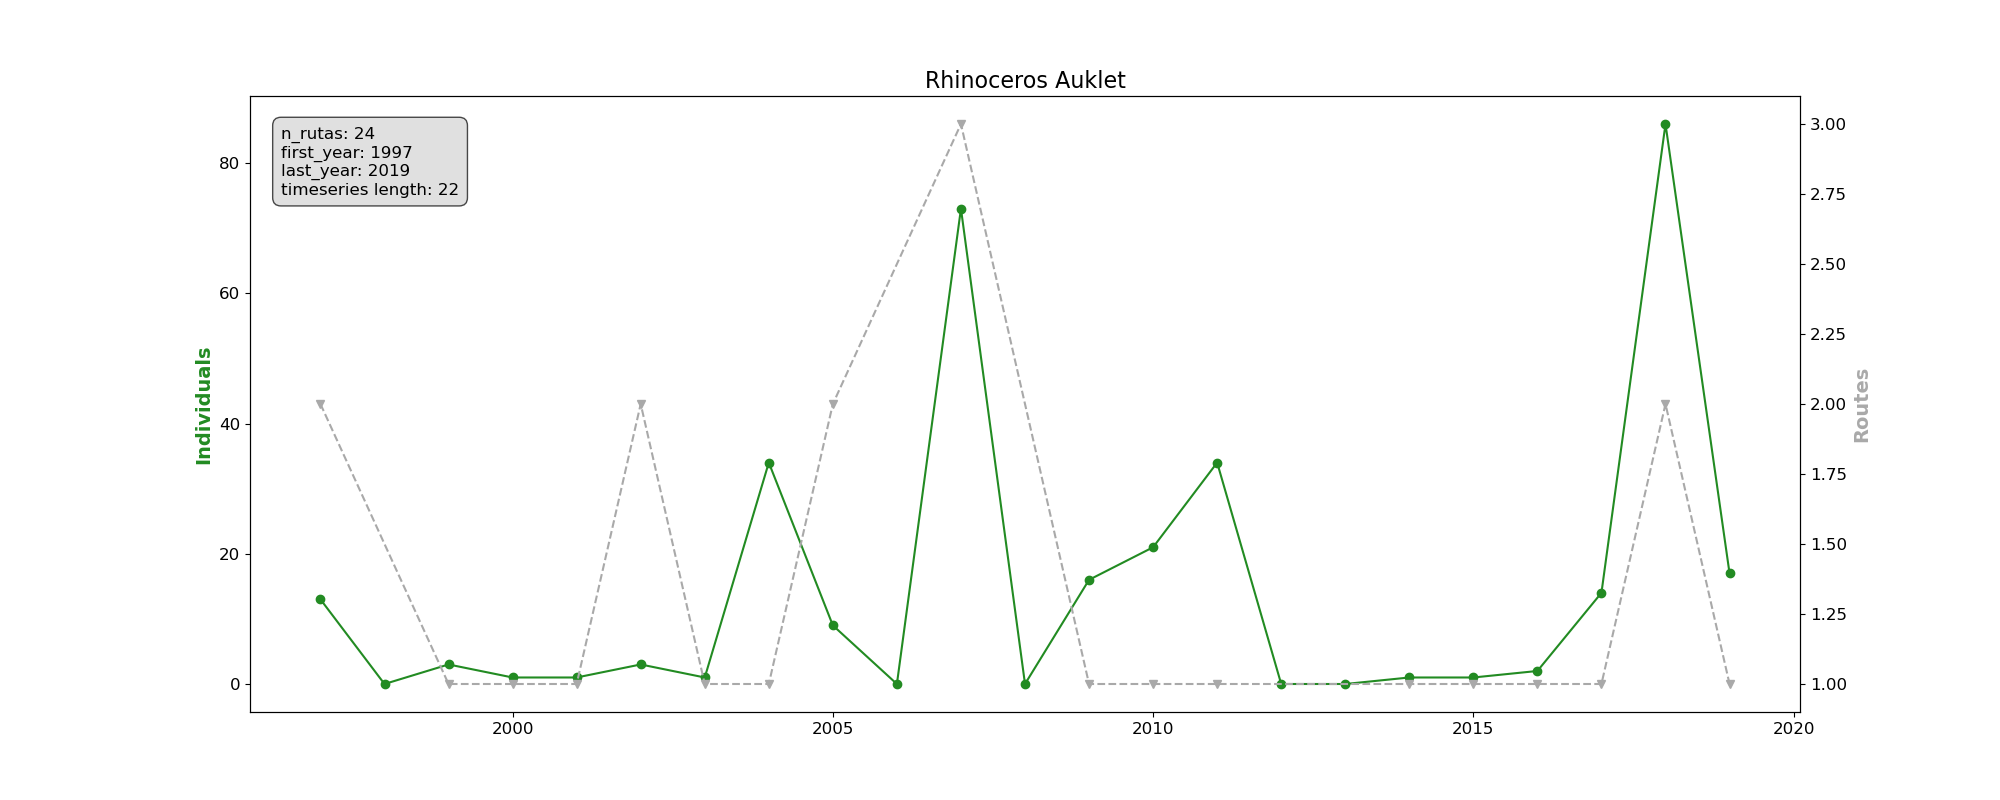 Rhinoceros Auklet
n_rutas: 24
first_year: 1997
last_year: 2019
timeseries length: 22
80
60
40
20
0
Individuals
3.00
2.75
2.50
2.25
2.00
1.75
1.50
1.25
1.00
Routes
2000 2005 2010 2015 2020